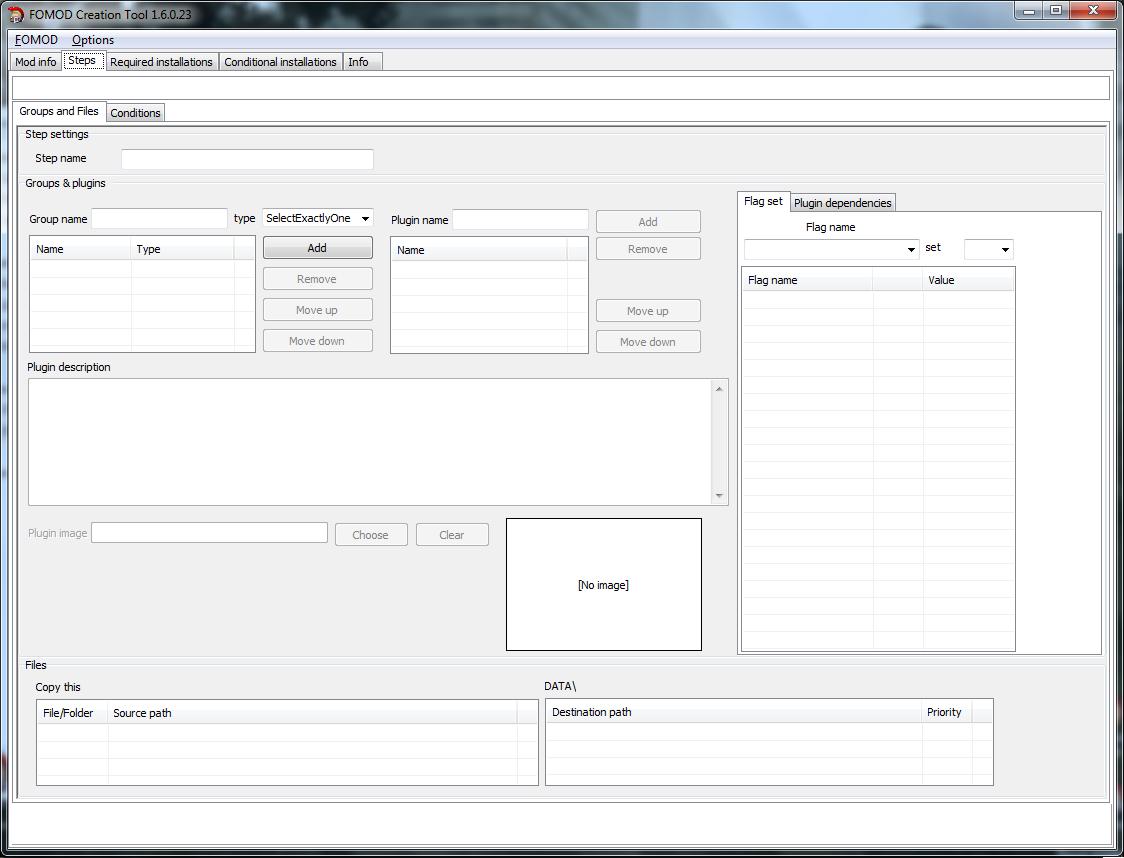 FOMOD Creation Tool 1.6.0.23
FOMOD Options
Mod info Steps Required installations Conditional installations Info
Groups and Files Conditions
Step settings
Step name
Groups & plugins
Flag set Plugin dependencies
Group name type SelectExactlyOne Plugin name Add
Flag name
Name Type Add Name Remove
set
Remove
Flag name Value
Move up Move up
Move down Move down
Plugin description
Plugin image Choose Clear
[No image]
Files
Copy this DATA\
File/Folder Source path Destination path Priority